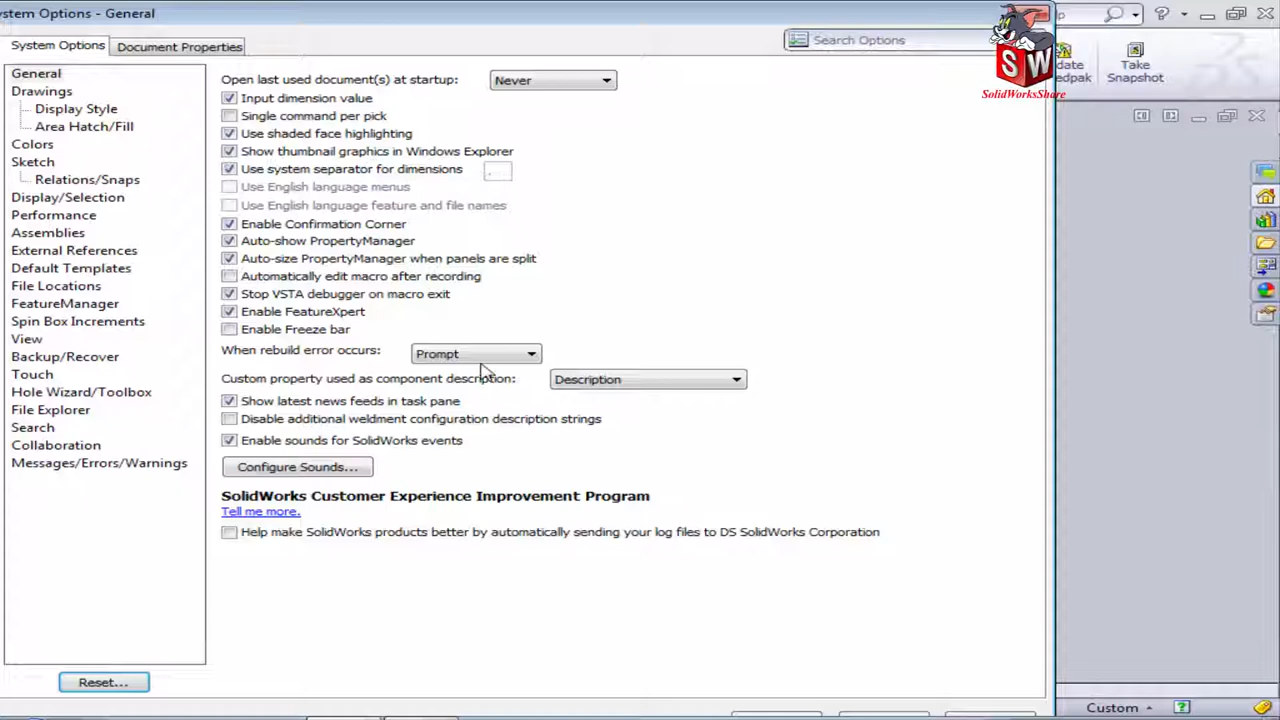 ystem Options - General
System Options
Document Properties
Search Options
SW
SolidWorksShare
p
date
edpak
Take
Snapshot
General
Drawings
Display Style
Area Hatch/Fill
Colors
Sketch
Relations/Snaps
Display/Selection
Performance
Assemblies
External References
Default Templates
File Locations
FeatureManager
Spin Box Increments
View
Backup/Recover
Touch
Hole Wizard/Toolbox
File Explorer
Search
Collaboration
Messages/Errors/Warnings
Reset...
Open last used document(s) at startup: Never
Input dimension value
Single command per pick
Use shaded face highlighting
Show thumbnail graphics in Windows Explorer
Use system separator for dimensions .
Use English language menus
Use English language feature and file names
Enable Confirmation Corner
Auto-show PropertyManager
Auto-size PropertyManager when panels are split
Automatically edit macro after recording
Stop VSTA debugger on macro exit
Enable FeatureXpert
Enable Freeze bar
When rebuild error occurs: Prompt
Custom property used as component description: Description
Show latest news feeds in task pane
Disable additional weldment configuration description strings
Enable sounds for SolidWorks events
Configure Sounds...
SolidWorks Customer Experience Improvement Program
Tell me more.
Help make SolidWorks products better by automatically sending your log files to DS SolidWorks Corporation
Custom